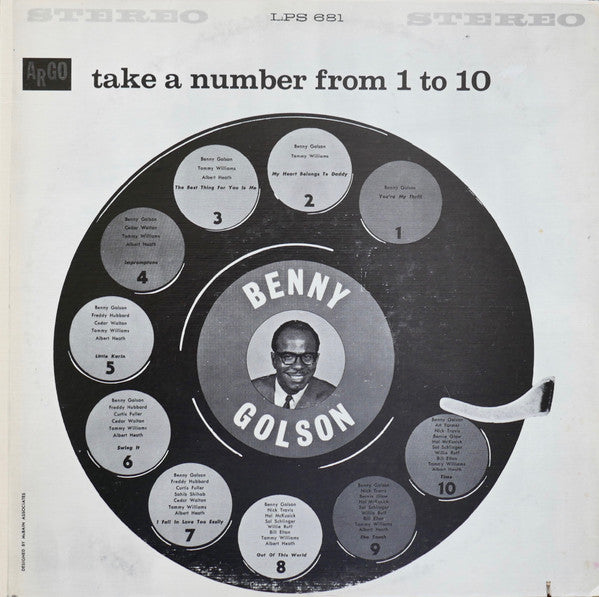 STEREO LPS 681 STEREO
ARGO
take a number from 1 to 10
Benny Golson
You're My Thrill
1
Benny Golson
Tommy Williams
My Heart Belongs To Daddy
2
Benny Golson
Tommy Williams
Albert Heath
The Best Thing For You Is Me
3
Benny Golson
Cedar Walton
Tommy Williams
Albert Heath
Impromptune
4
Benny Golson
Freddy Hubbard
Cedar Walton
Tommy Williams
Albert Heath
Little Karin
5
Benny Golson
Freddy Hubbard
Curtis Fuller
Cedar Walton
Tommy Williams
Albert Heath
Swing It
6
Benny Golson
Freddy Hubbard
Curtis Fuller
Sahib Shihab
Cedar Walton
Tommy Williams
Albert Heath
I Fall In Love Too Easily
7
Benny Golson
Nick Travis
Hal McKusick
Sol Schlinger
Willie Ruff
Bill Elton
Tommy Williams
Albert Heath
Out Of This World
8
Benny Golson
Nick Travis
Bernie Glow
Hal McKusick
Sol Schlinger
Willie Ruff
Bill Elton
Tommy Williams
Albert Heath
The Touch
9
Benny Golson
Art Farmer
Nick Travis
Bernie Glow
Hal McKusick
Sol Schlinger
Willie Ruff
Bill Elton
Tommy Williams
Albert Heath
Time
10
BENNY
GOLSON
DESIGNED BY McBAIN ASSOCIATES